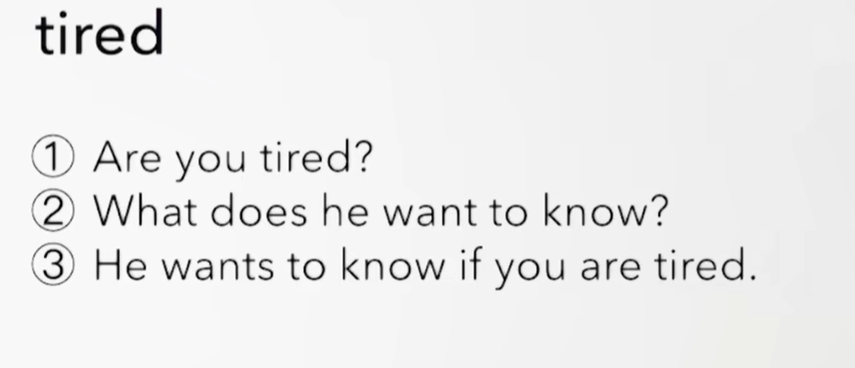 tired
① Are you tired?
② What does he want to know?
③ He wants to know if you are tired.